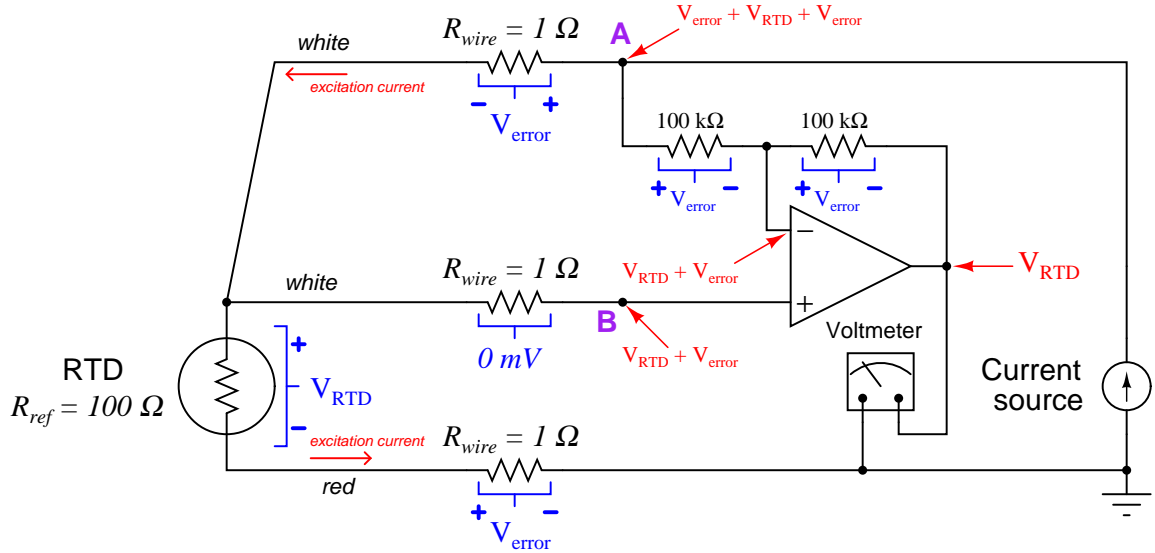 V_error + V_RTD + V_error
R_wire = 1 Ω
A
white
excitation current
− +
V_error
100 kΩ 100 kΩ
+ − + −
V_error V_error
−
V_RTD
R_wire = 1 Ω
V_RTD + V_error
white
+
B
0 mV
V_RTD + V_error
Voltmeter
RTD
R_ref = 100 Ω
+
V_RTD
−
Current
source
excitation current
R_wire = 1 Ω
red
+ −
V_error